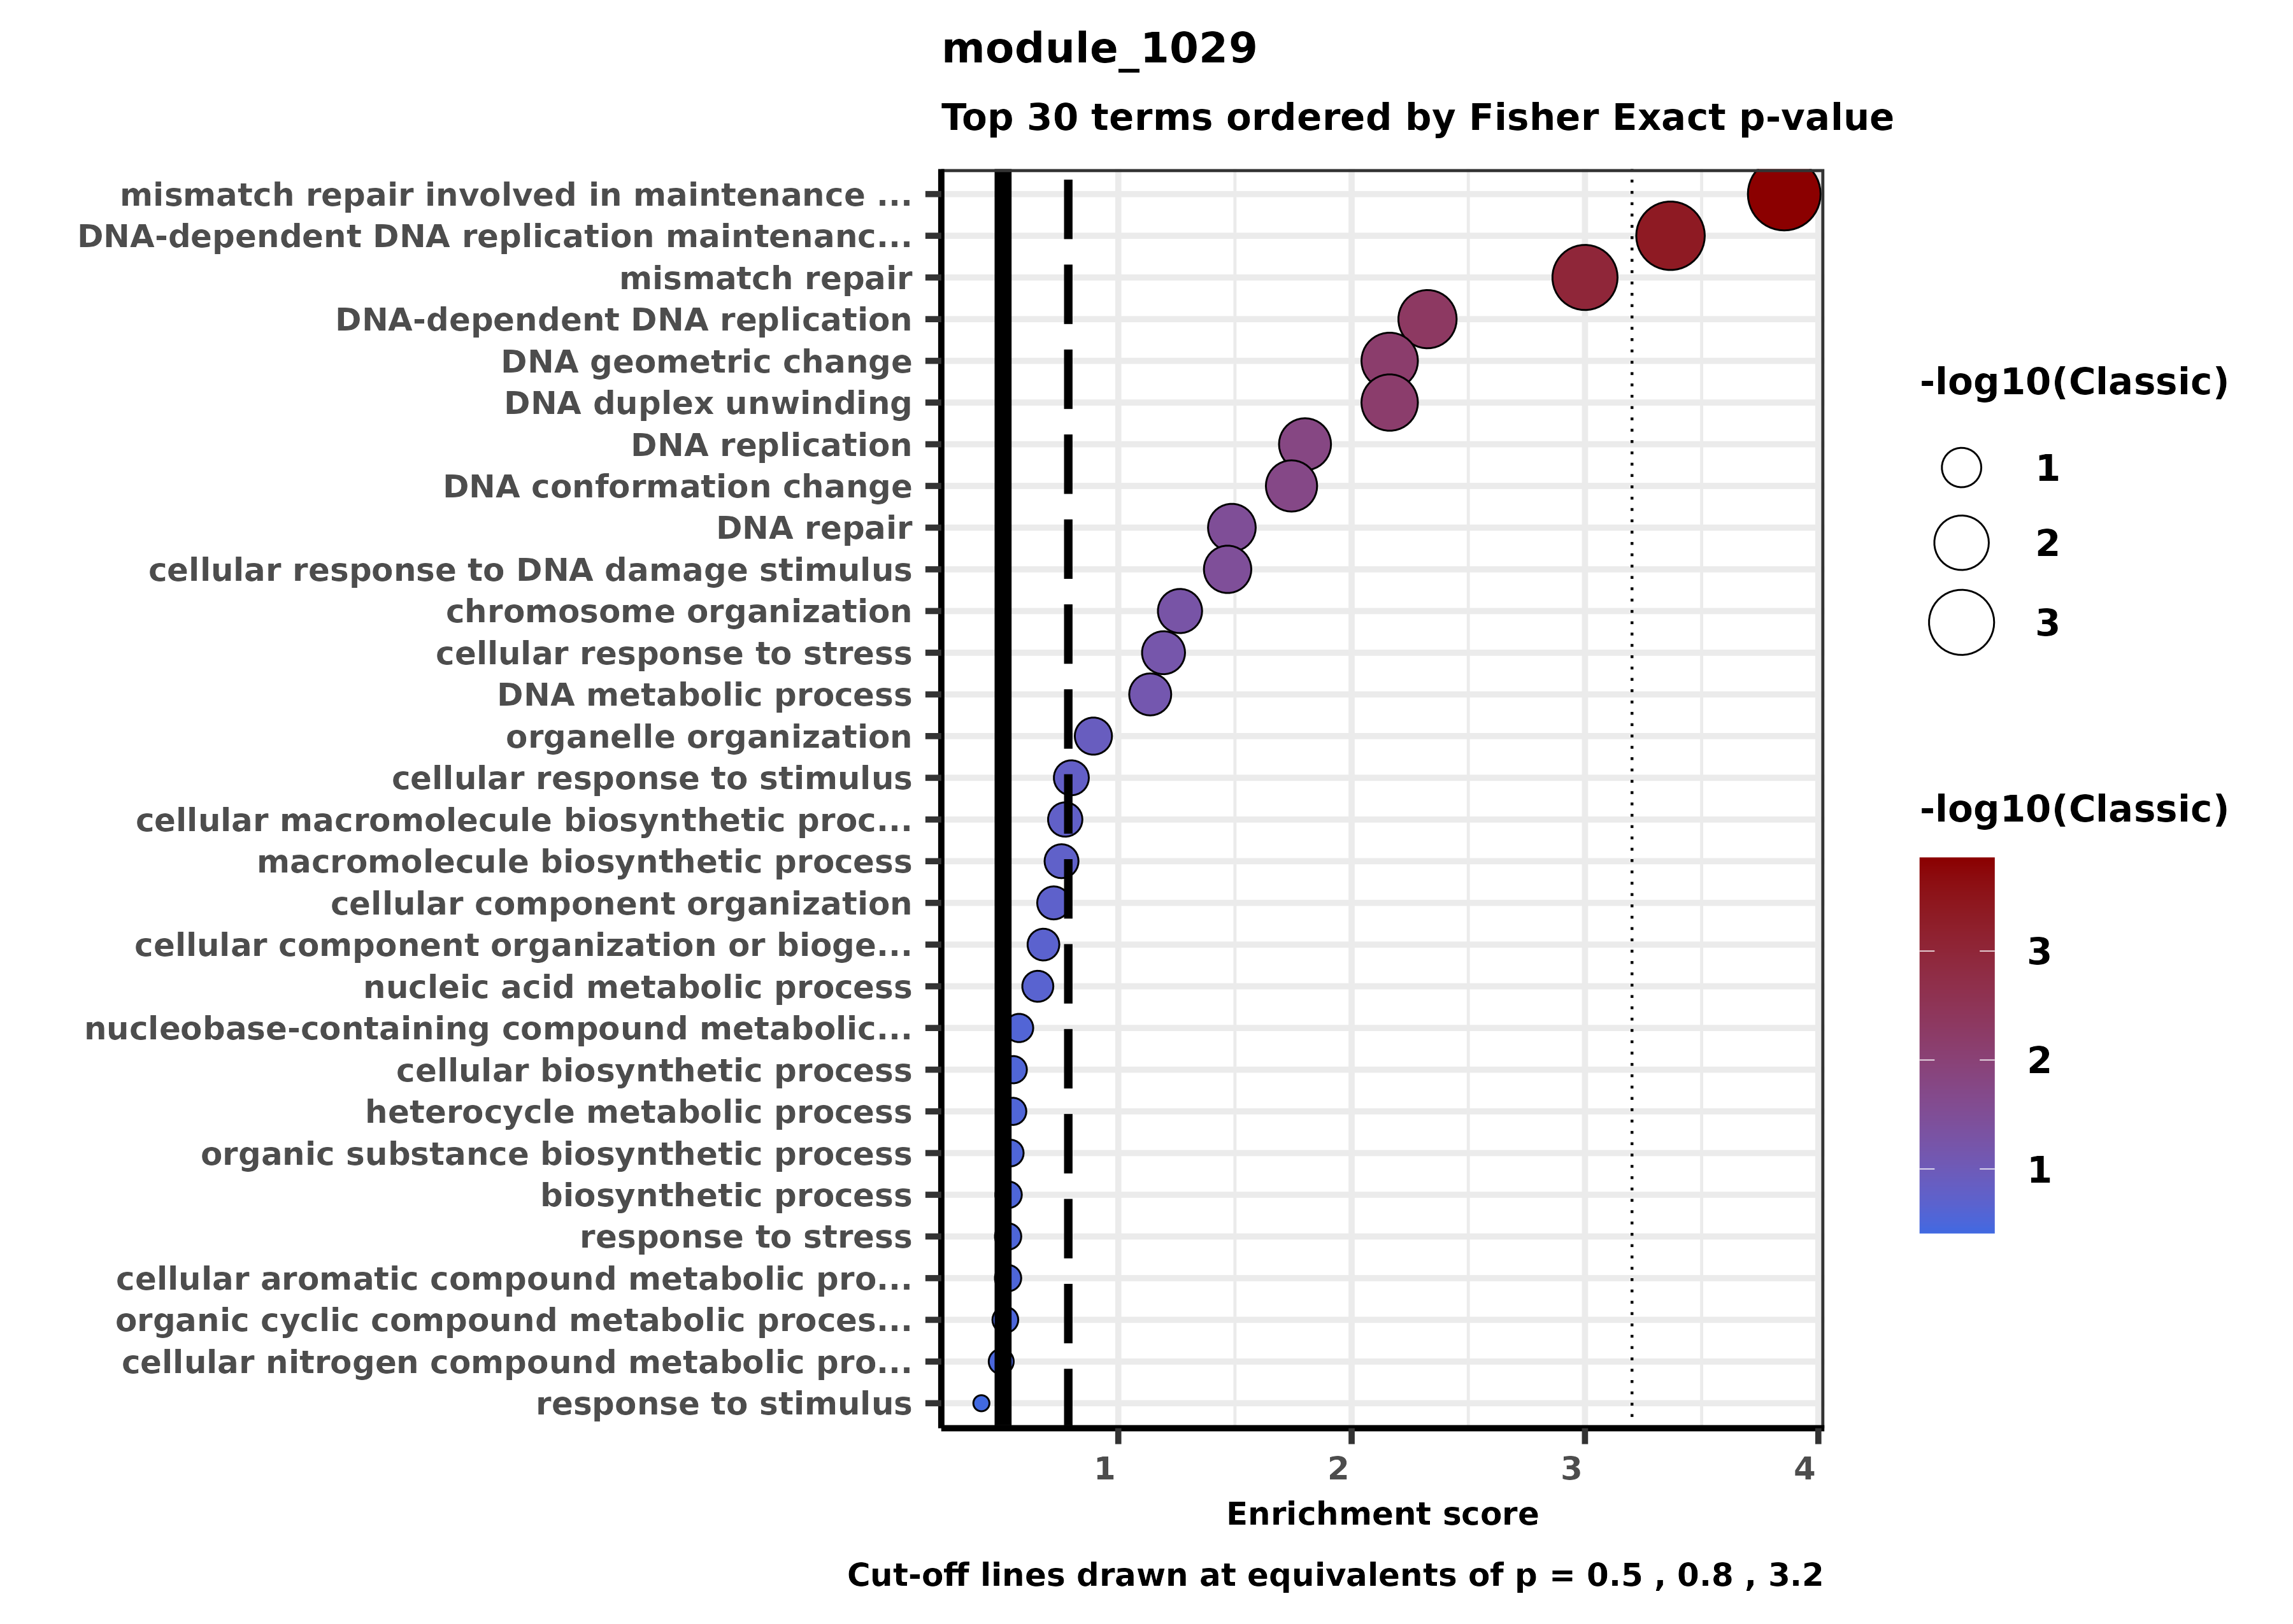 module_1029
Top 30 terms ordered by Fisher Exact p-value
mismatch repair involved in maintenance ...
DNA-dependent DNA replication maintenanc...
mismatch repair
DNA-dependent DNA replication
DNA geometric change
DNA duplex unwinding
DNA replication
DNA conformation change
DNA repair
cellular response to DNA damage stimulus
chromosome organization
cellular response to stress
DNA metabolic process
organelle organization
cellular response to stimulus
cellular macromolecule biosynthetic proc...
macromolecule biosynthetic process
cellular component organization
cellular component organization or bioge...
nucleic acid metabolic process
nucleobase-containing compound metabolic...
cellular biosynthetic process
heterocycle metabolic process
organic substance biosynthetic process
biosynthetic process
response to stress
cellular aromatic compound metabolic pro...
organic cyclic compound metabolic proces...
cellular nitrogen compound metabolic pro...
response to stimulus
1 2 3 4
Enrichment score
Cut-off lines drawn at equivalents of p = 0.5 , 0.8 , 3.2
-log10(Classic)
1
2
3
-log10(Classic)
3
2
1